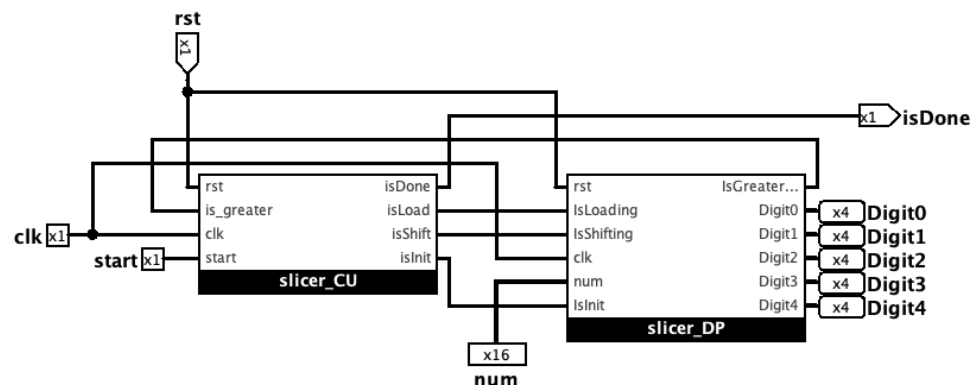 rst
x1
x1 isDone
rst isDone
is_greater isLoad
clk isShift
start isInit
slicer_CU
rst IsGreater...
IsLoading Digit0
IsShifting Digit1
clk Digit2
num Digit3
IsInit Digit4
slicer_DP
clk x1
start x1
x4 Digit0
x4 Digit1
x4 Digit2
x4 Digit3
x4 Digit4
x16
num